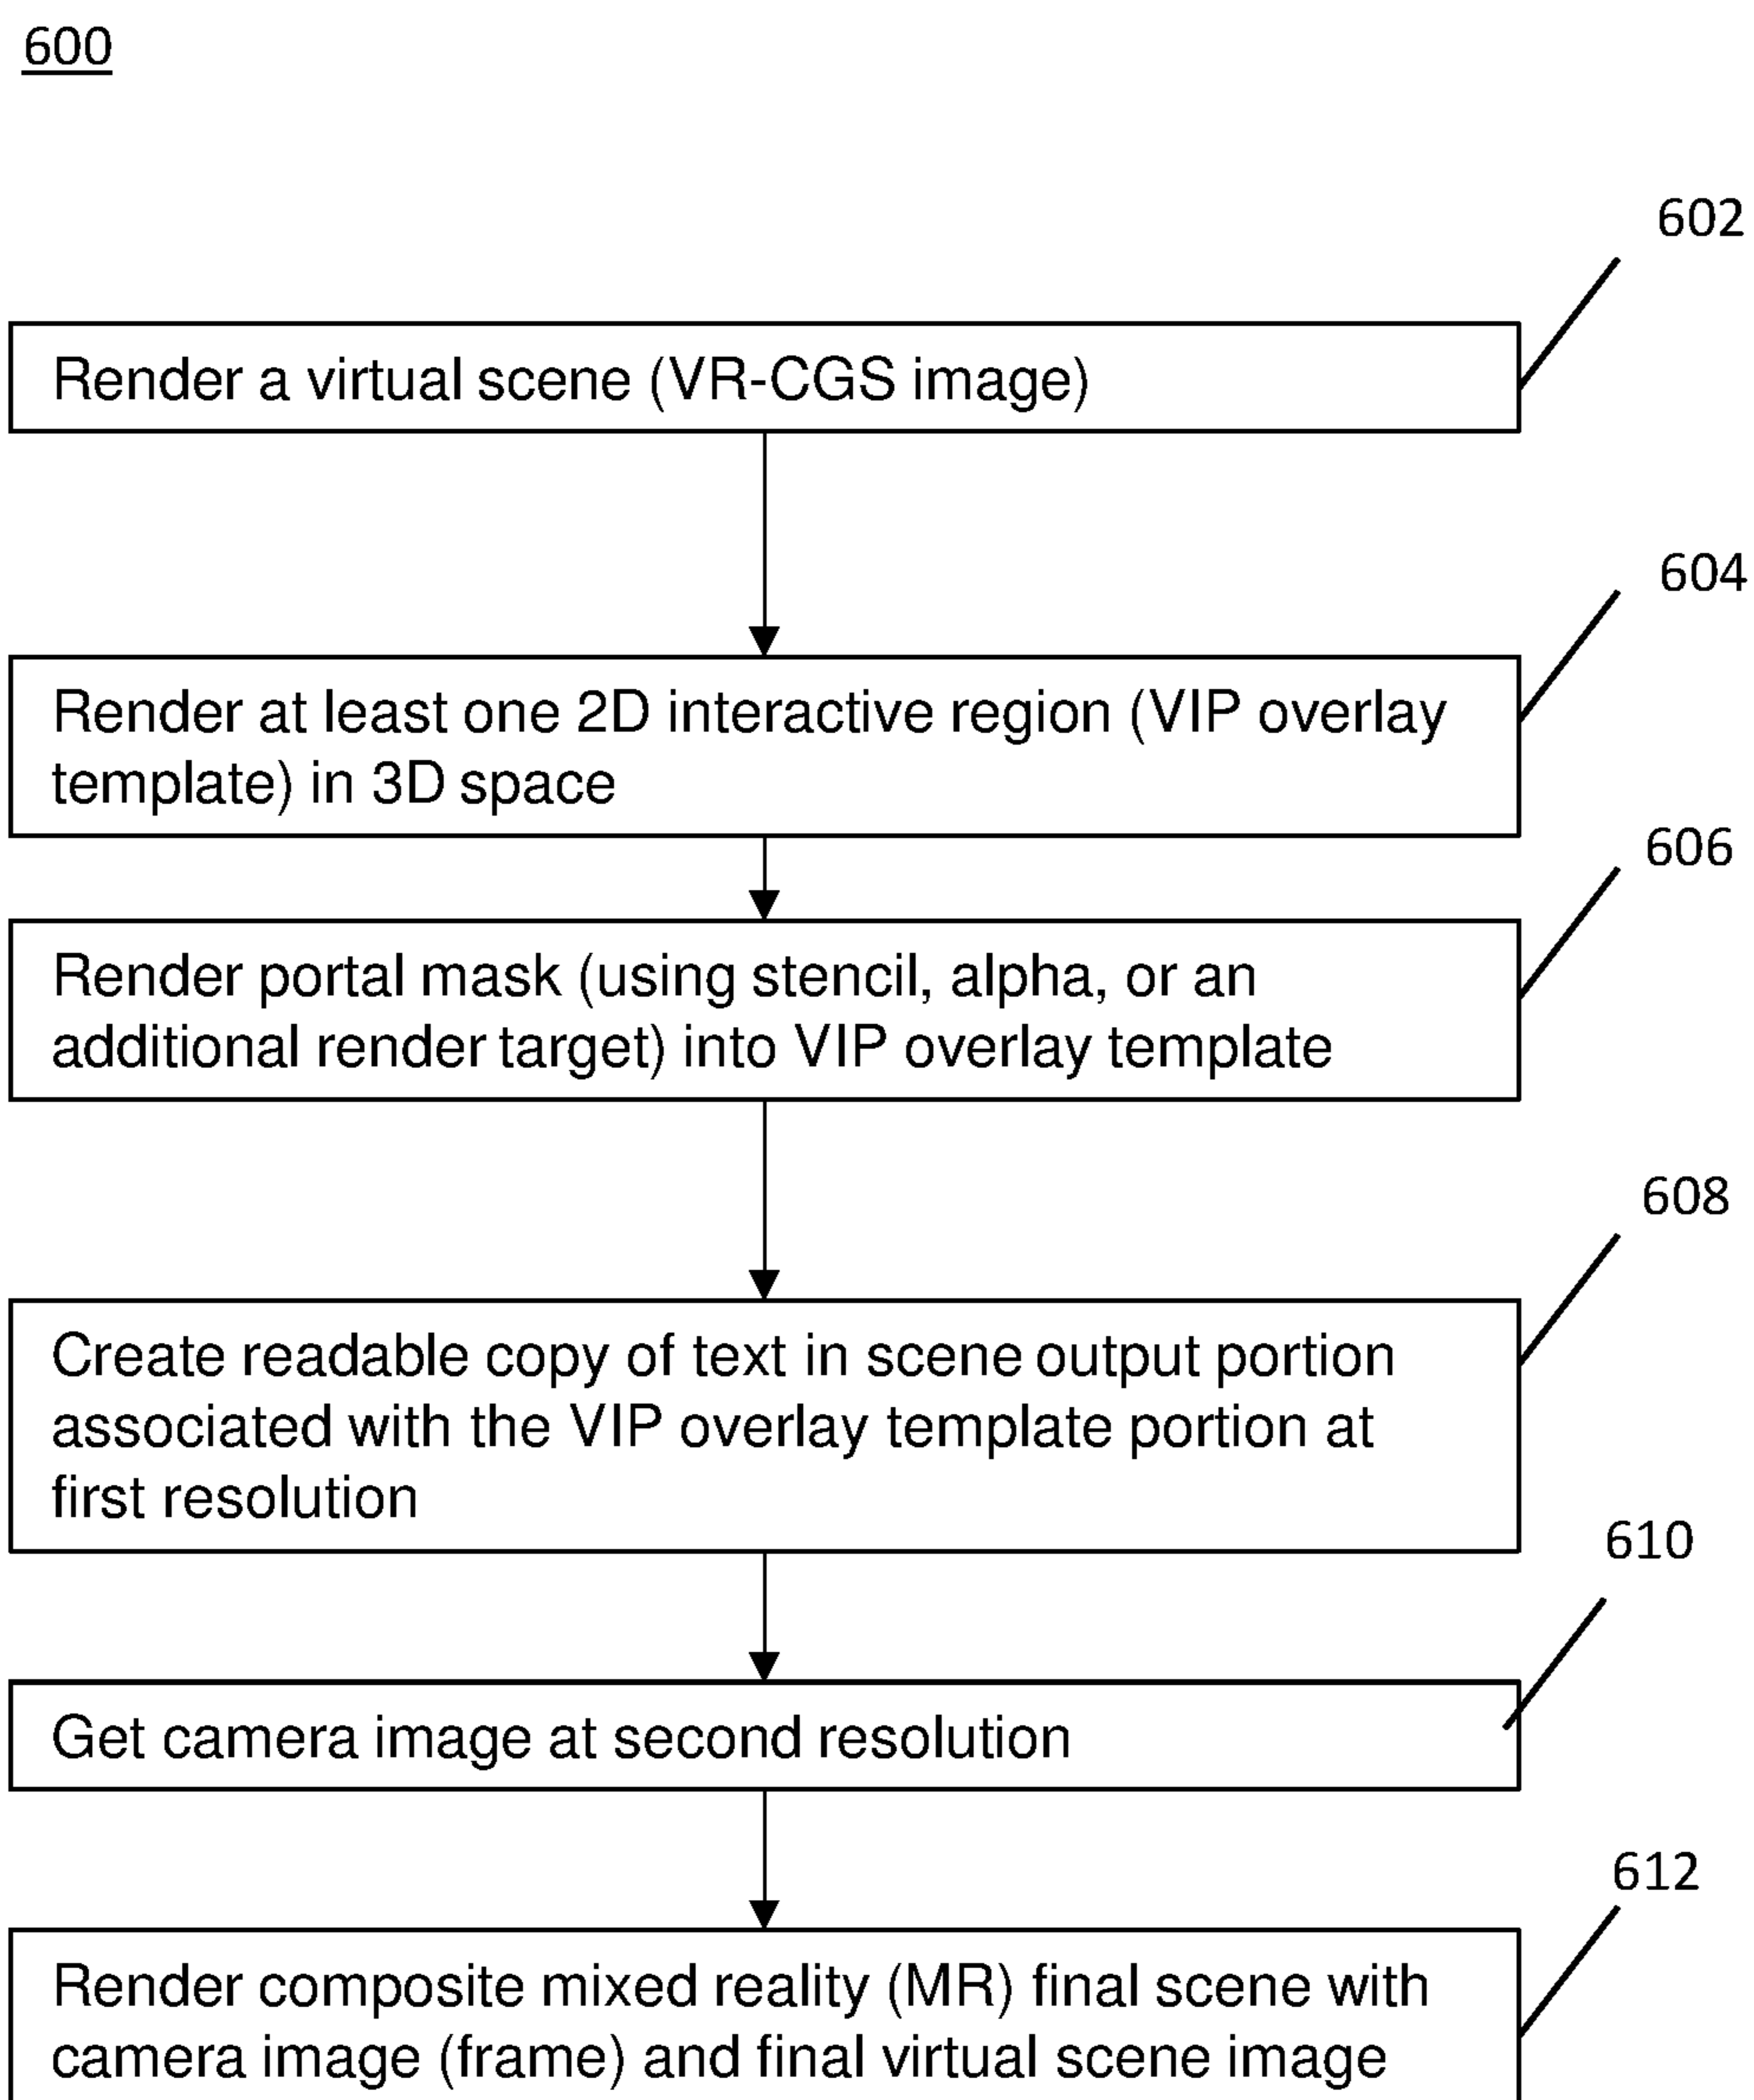 600
602
Render a virtual scene (VR-CGS image)
604
Render at least one 2D interactive region (VIP overlay
template) in 3D space
606
Render portal mask (using stencil, alpha, or an
additional render target) into VIP overlay template
608
Create readable copy of text in scene output portion
associated with the VIP overlay template portion at
first resolution
610
Get camera image at second resolution
612
Render composite mixed reality (MR) final scene with
camera image (frame) and final virtual scene image